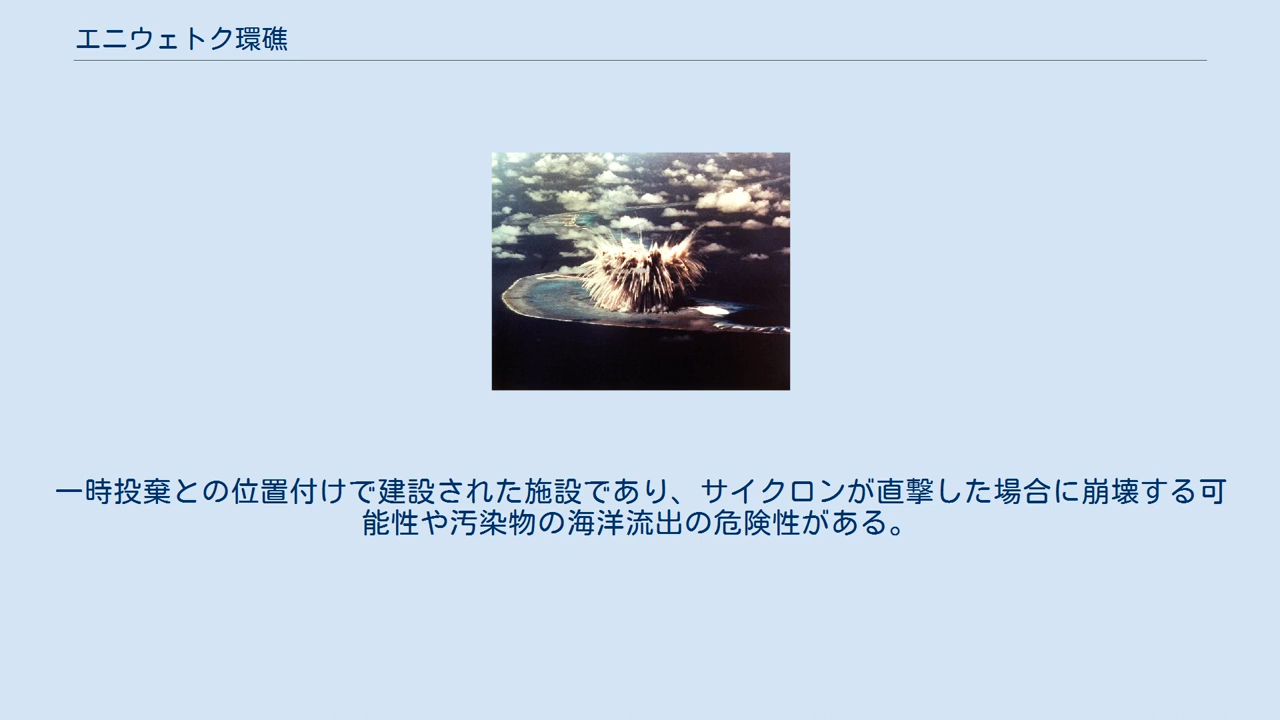 エニウェトク環礁
一時投棄との位置付けで建設された施設であり、サイクロンが直撃した場合に崩壊する可
能性や汚染物の海洋流出の危険性がある。